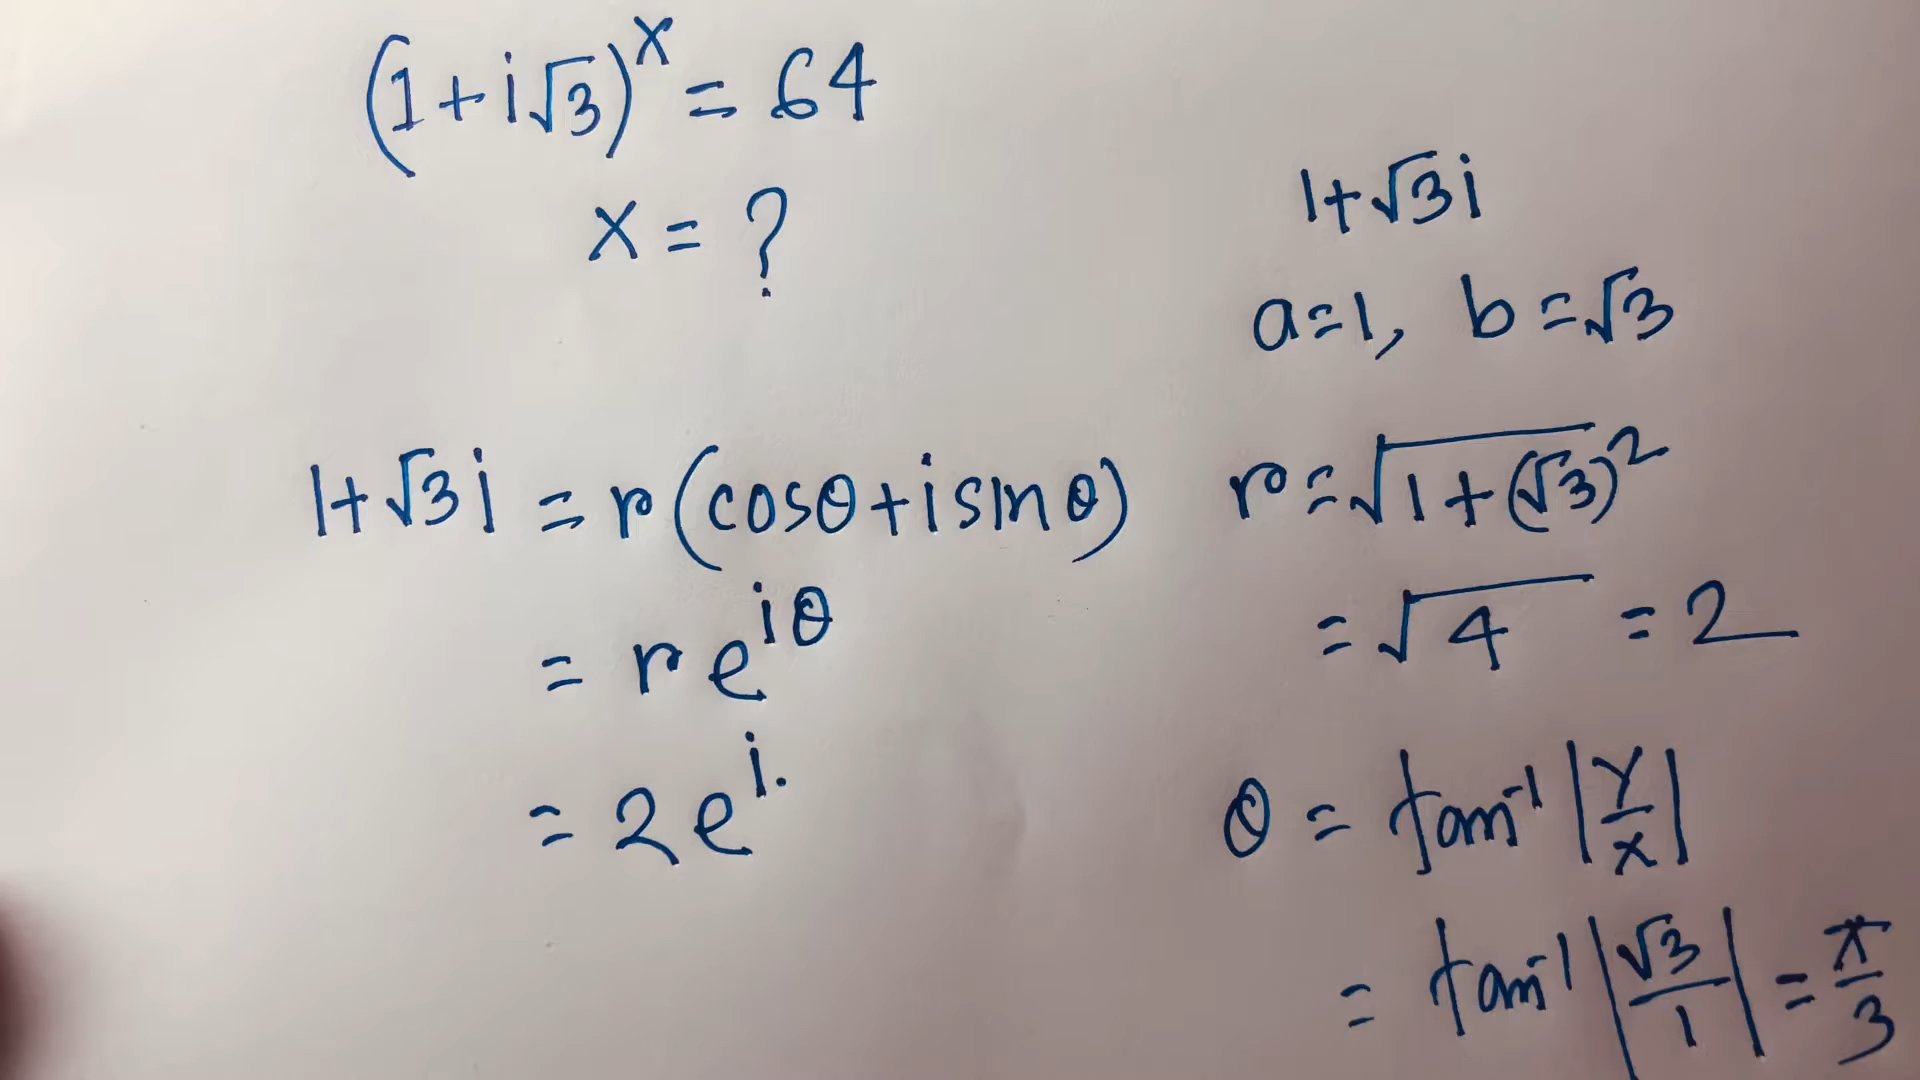 (1+i√3)^x = 64
x = ?
1+√3i
a=1, b=√3
1+√3i = r(cosθ+isinθ)
= re^iθ
= 2e^i.
r=√1+(√3)^2
=√4 =2
θ = tan^-1|y/x|
= tan^-1|√3/1|=π/3